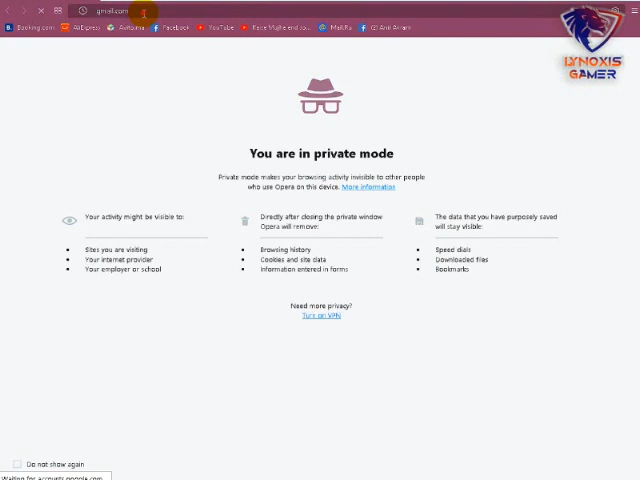 gmail.com
Booking.com AliExpress Facebook YouTube Mail.Ru
LYNOXIS
GAMER
You are in private mode
Private mode makes your browsing activity invisible to other people
who use Opera on this device. More information
Your activity might be visible to:
Sites you are visiting
Your internet provider
Your employer or school
Directly after closing the private window
Opera will remove:
Browsing history
Cookies and site data
Information entered in forms
The data that you have purposely saved
will stay visible:
Speed dials
Downloaded files
Bookmarks
Need more privacy?
Turn on VPN
Do not show again
Waiting for accounts.google.com